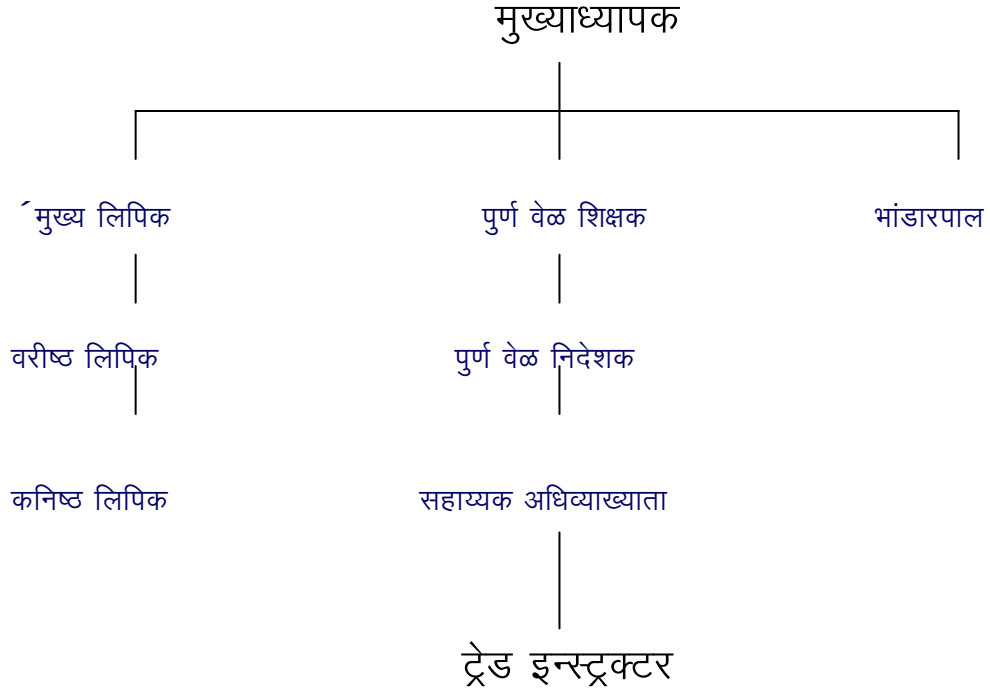 मुख्याध्यापक
´मुख्य लिपिक पुर्ण वेळ शिक्षक भांडारपाल
वरीष्ठ लिपिक पुर्ण वेळ निदेशक
कनिष्ठ लिपिक सहाय्यक अधिव्याख्याता
ट्रेड इन्स्ट्रक्टर